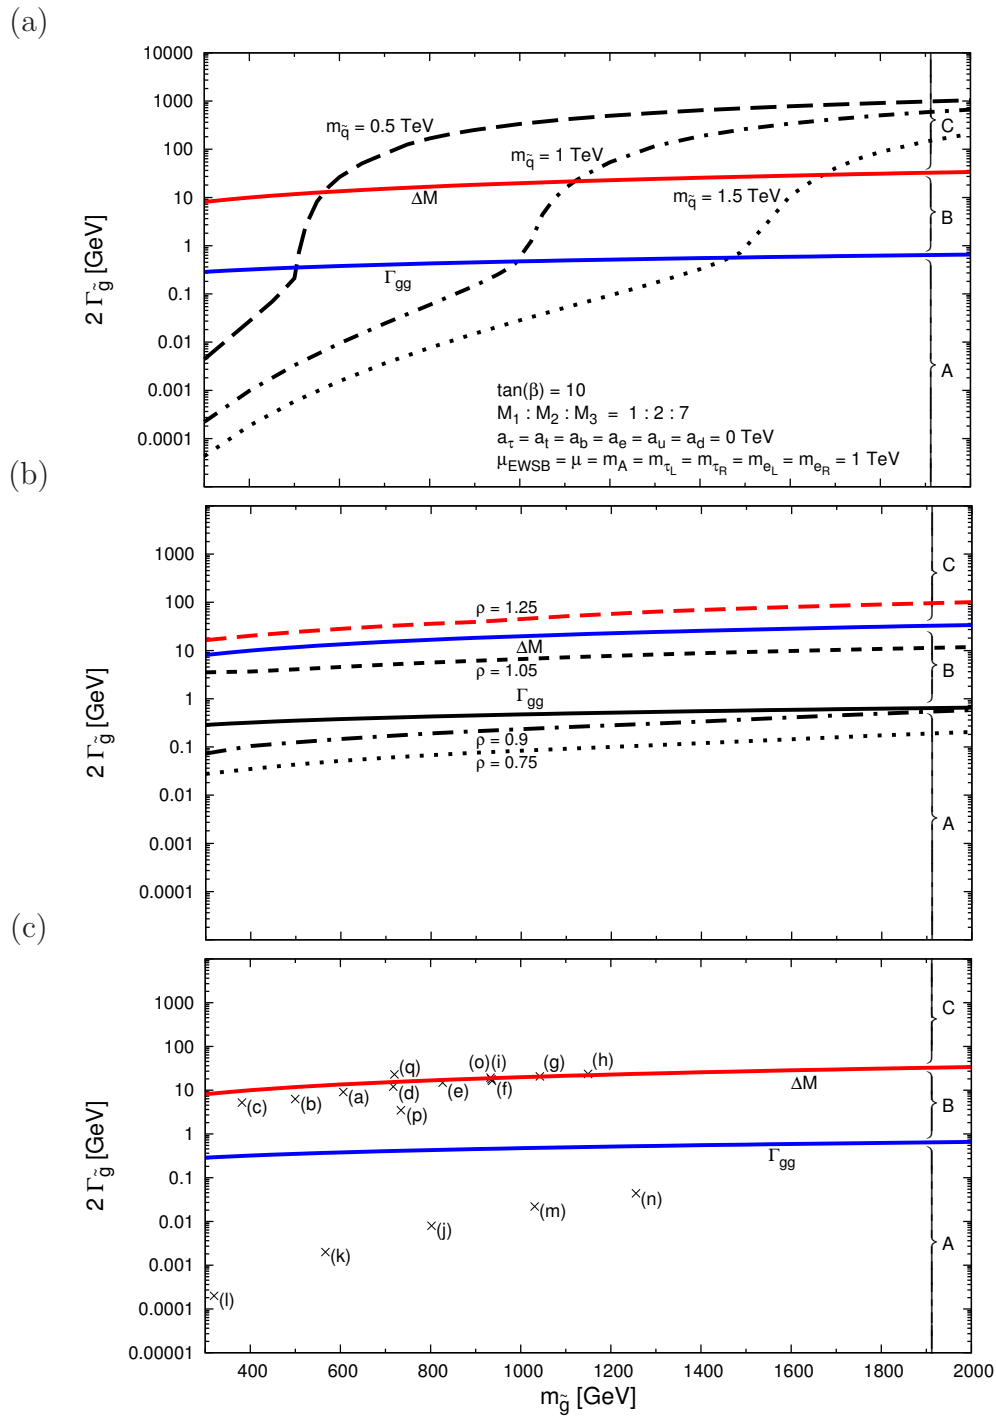 (a)
10000
1000
100
10
1
0.1
0.01
0.001
0.0001
2 Γg̃ [GeV]
mq̃ = 0.5 TeV
mq̃ = 1 TeV
mq̃ = 1.5 TeV
ΔM
Γgg
C
B
A
tan(β) = 10
M1 : M2 : M3 = 1 : 2 : 7
aτ = at = ab = ae = au = ad = 0 TeV
μEWSB = μ = mA = mτL = mτR = meL = meR = 1 TeV
(b)
1000
100
10
1
0.1
0.01
0.001
0.0001
2 Γg̃ [GeV]
ρ = 1.25
ΔM
ρ = 1.05
Γgg
ρ = 0.9
ρ = 0.75
C
B
A
(c)
1000
100
10
1
0.1
0.01
0.001
0.0001
0.00001
2 Γg̃ [GeV]
(q)
(o)
(i)
(g)
(h)
(c)
(b)
(a)
(d)
(p)
(e)
(f)
ΔM
Γgg
(l)
(k)
(j)
(m)
(n)
C
B
A
400
600
800
1000
1200
1400
1600
1800
2000
mg̃ [GeV]